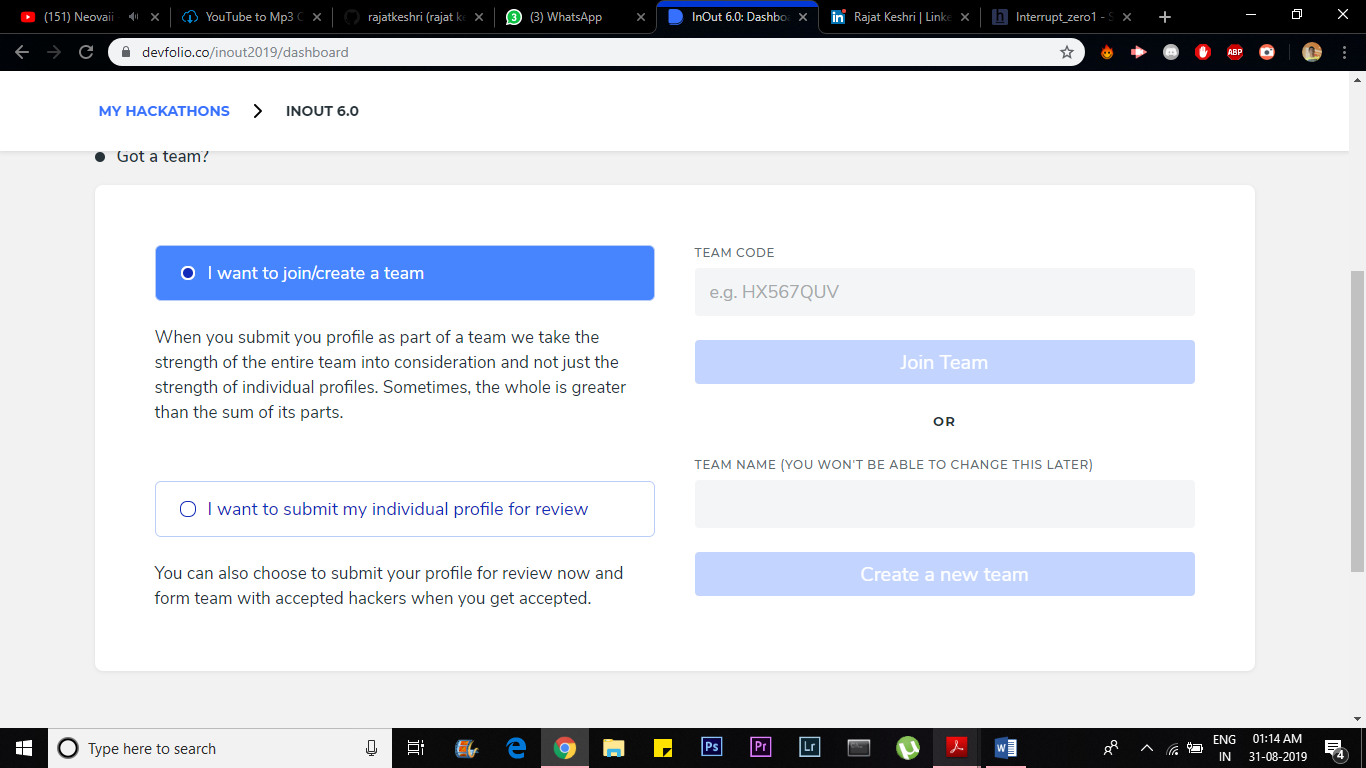 (151) Neovaii
YouTube to Mp3 C
rajatkeshri (rajat ke
(3) WhatsApp
InOut 6.0: Dashbo
Rajat Keshri | Linke
Interrupt_zero1 - S
devfolio.co/inout2019/dashboard
ABP
MY HACKATHONS
INOUT 6.0
Got a team?
I want to join/create a team
When you submit you profile as part of a team we take the
strength of the entire team into consideration and not just the
strength of individual profiles. Sometimes, the whole is greater
than the sum of its parts.
I want to submit my individual profile for review
You can also choose to submit your profile for review now and
form team with accepted hackers when you get accepted.
TEAM CODE
e.g. HX567QUV
Join Team
OR
TEAM NAME (YOU WON'T BE ABLE TO CHANGE THIS LATER)
Create a new team
Type here to search
Ps
Pr
Lr
ENG
IN
01:14 AM
31-08-2019
4